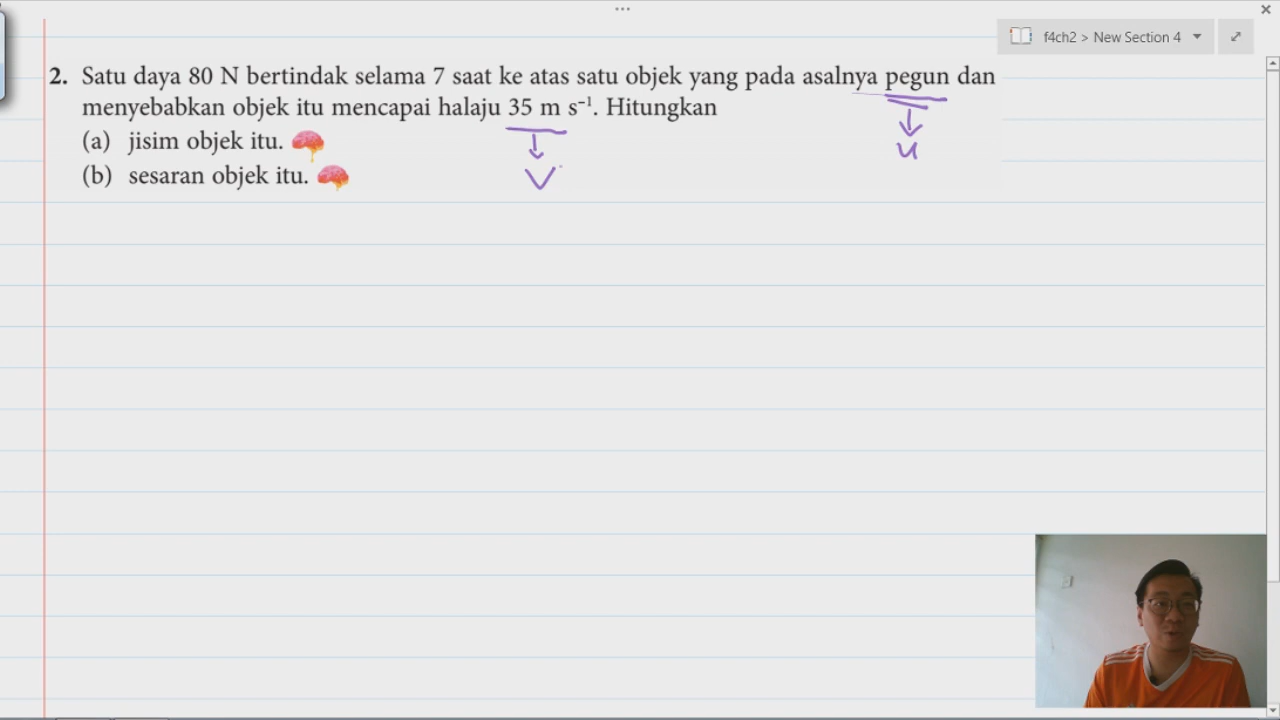 f4ch2 > New Section 4
2. Satu daya 80 N bertindak selama 7 saat ke atas satu objek yang pada asalnya pegun dan
menyebabkan objek itu mencapai halaju 35 m s⁻¹. Hitungkan
(a) jisim objek itu.
(b) sesaran objek itu.
u
V